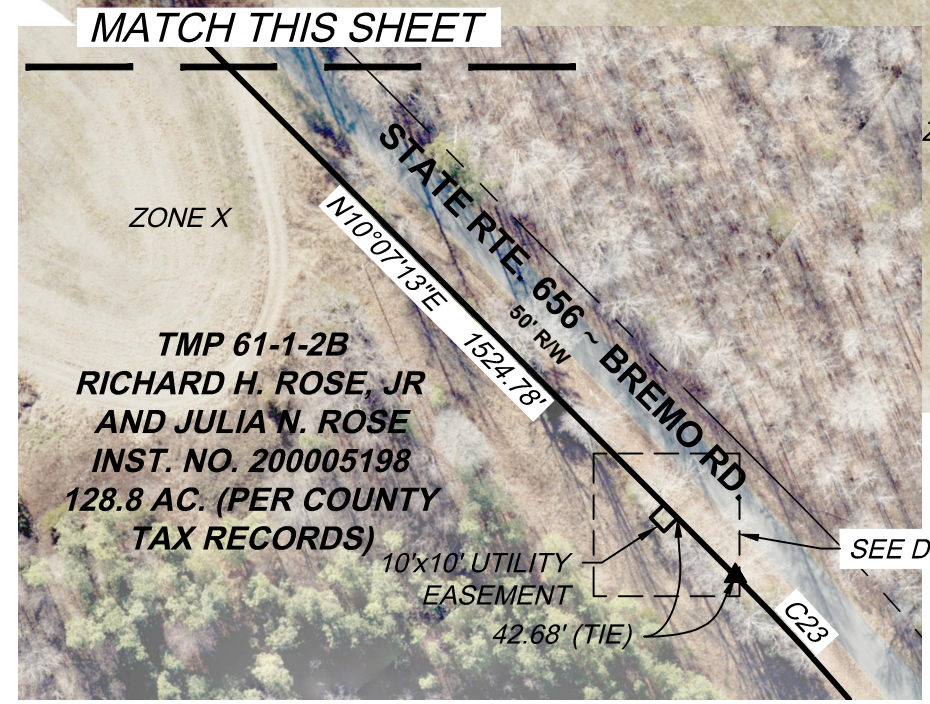 MATCH THIS SHEET
STATE RTE. 656 ~ BREMO RD.
50' R/W
ZONE X
N10°07'13"E 1524.78'
TMP 61-1-2B
RICHARD H. ROSE, JR
AND JULIA N. ROSE
INST. NO. 200005198
128.8 AC. (PER COUNTY
TAX RECORDS)
10'x10' UTILITY
EASEMENT
42.68' (TIE)
SEE D
C23